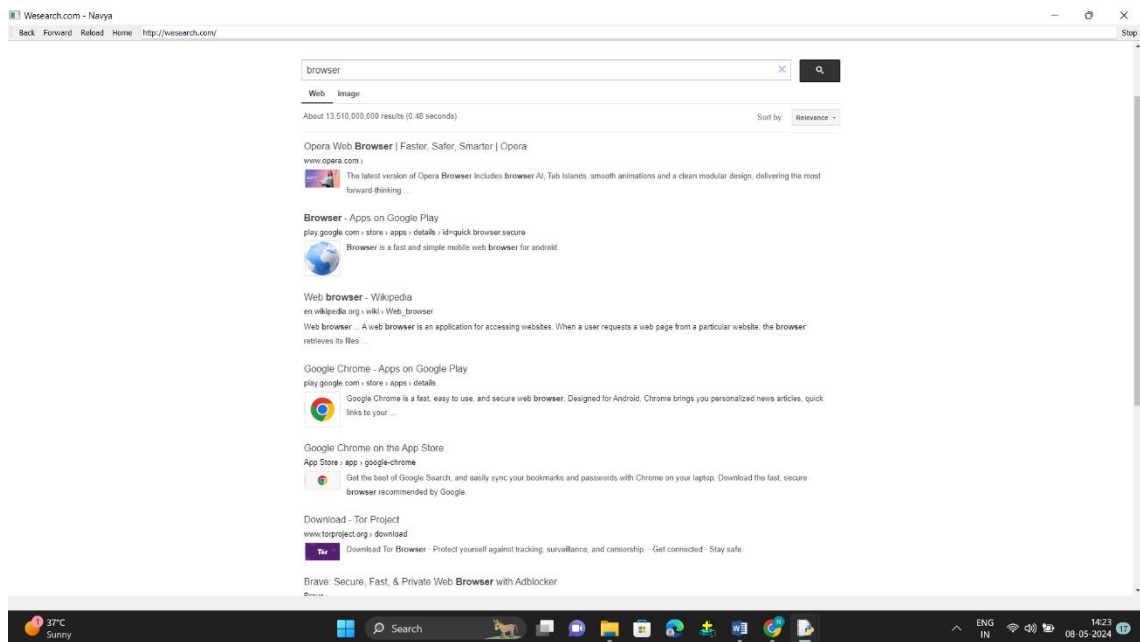 Wesearch.com - Navya
Back Forward Reload Home http://wesearch.com/ Stop
browser
Web Image
About 13,510,000,000 results (0.48 seconds) Sort by: Relevance
Opera Web Browser | Faster, Safer, Smarter | Opera
www.opera.com ›
The latest version of Opera Browser includes browser AI, Tab Islands, smooth animations and a clean modular design, delivering the most
forward-thinking ...
Browser - Apps on Google Play
play.google.com › store › apps › details › id=quick.browser.secure
Browser is a fast and simple mobile web browser for android.
Web browser - Wikipedia
en.wikipedia.org › wiki › Web_browser
Web browser ... A web browser is an application for accessing websites. When a user requests a web page from a particular website, the browser
retrieves its files ...
Google Chrome - Apps on Google Play
play.google.com › store › apps › details
Google Chrome is a fast, easy to use, and secure web browser. Designed for Android, Chrome brings you personalized news articles, quick
links to your ...
Google Chrome on the App Store
App Store › app › google-chrome
Get the best of Google Search, and easily sync your bookmarks and passwords with Chrome on your laptop. Download the fast, secure
browser recommended by Google.
Download - Tor Project
www.torproject.org › download
Tor
Download Tor Browser · Protect yourself against tracking, surveillance, and censorship. · Get connected · Stay safe.
Brave: Secure, Fast, & Private Web Browser with Adblocker
Brave ›
1
37°C
Sunny
Search
ENG
IN
14:23
08-05-2024
17